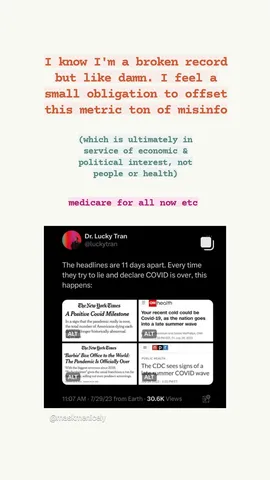 I know I'm a broken record
but like damn. I feel a
small obligation to offset
this metric ton of misinfo
(which is ultimately in
service of economic &
political interest, not
people or health)
medicare for all now etc
Dr. Lucky Tran
@luckytran
The headlines are 11 days apart. Every time
they try to lie and declare COVID is over, this
happens:
The New York Times
A Positive Covid Milestone
In a sign that the pandemic really is over,
the total number of Americans dying each
historically abnormal
ALT
health
Your recent cold could be
Covid-19, as the nation goes
into a late summer wave
ALT
The New York Times
'Barbie' Box Office to the World:
The Pandemic Is Officially Over
ALT
PUBLIC HEALTH
The CDC sees signs of a
late summer COVID wave
ALT
11:07 AM • 7/29/23 from Earth • 30.6K Views